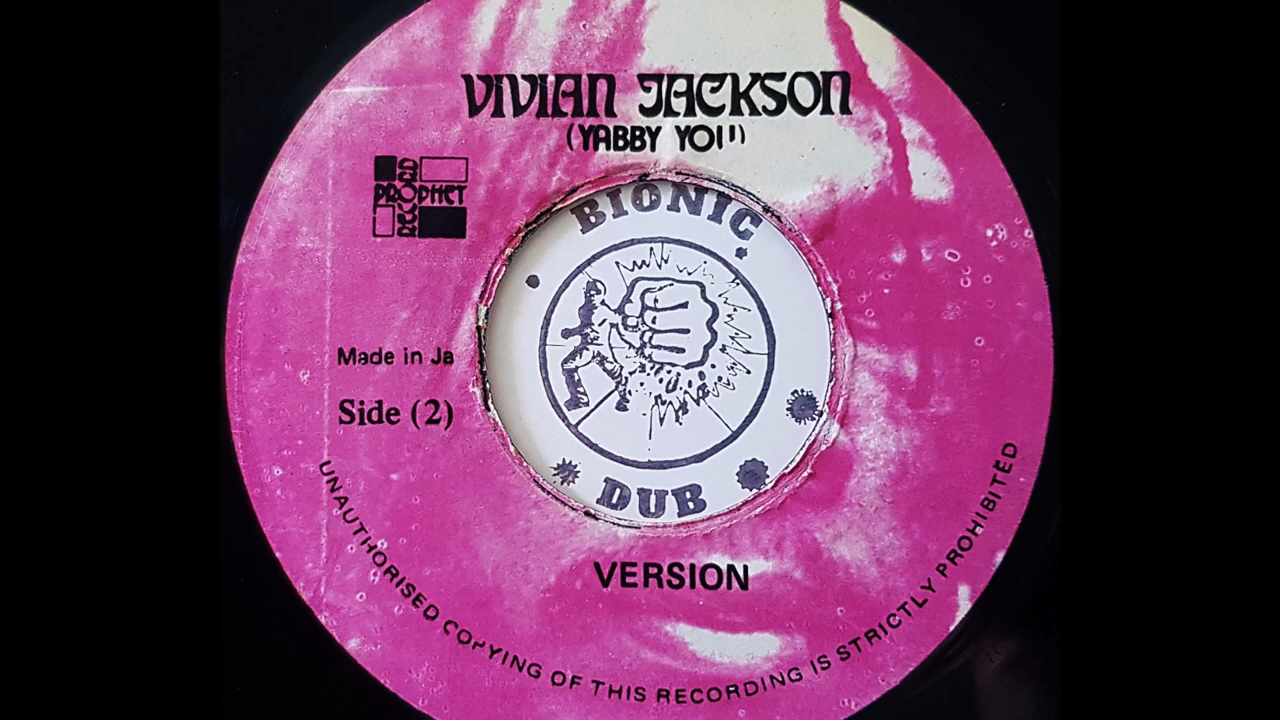 VIVIAN JACKSON
(YABBY YOU)
PROPHET
RECORD
BIONIC
DUB
Made in Ja
Side (2)
VERSION
UNAUTHORISED COPYING OF THIS RECORDING IS STRICTLY PROHIBITED